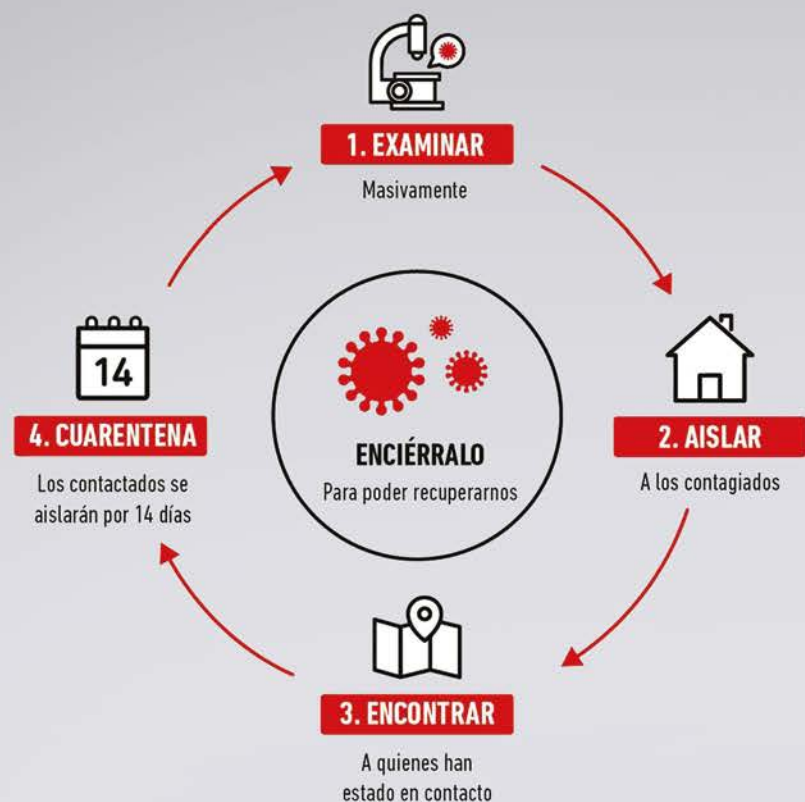 1. EXAMINAR
Masivamente
2. AISLAR
A los contagiados
3. ENCONTRAR
A quienes han
estado en contacto
14
4. CUARENTENA
Los contactados se
aislarán por 14 días
ENCIÉRRALO
Para poder recuperarnos